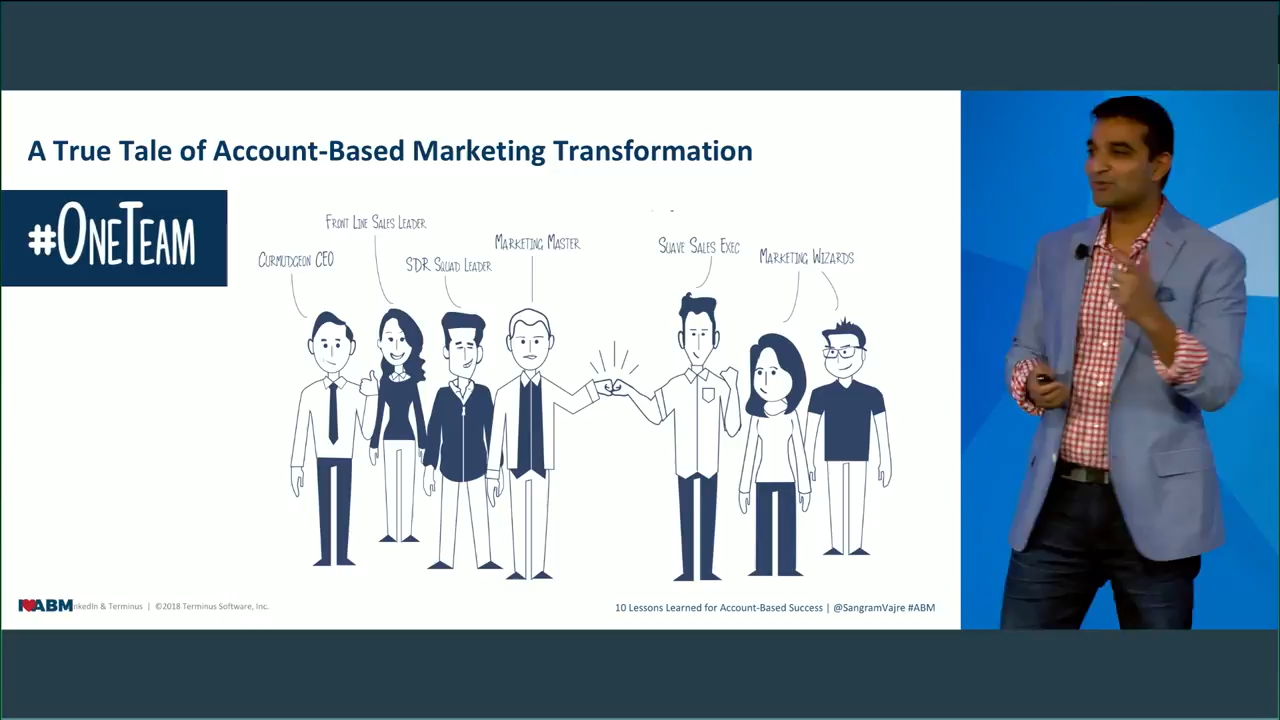 A True Tale of Account-Based Marketing Transformation
#OneTeam
Front Line Sales Leader
Marketing Master
Suave Sales Exec
Curmudgeon CEO
SDR Squad Leader
Marketing Wizards
ABM
nkedIn & Terminus | ©2018 Terminus Software, Inc.
10 Lessons Learned for Account-Based Success | @SangramVajre #ABM